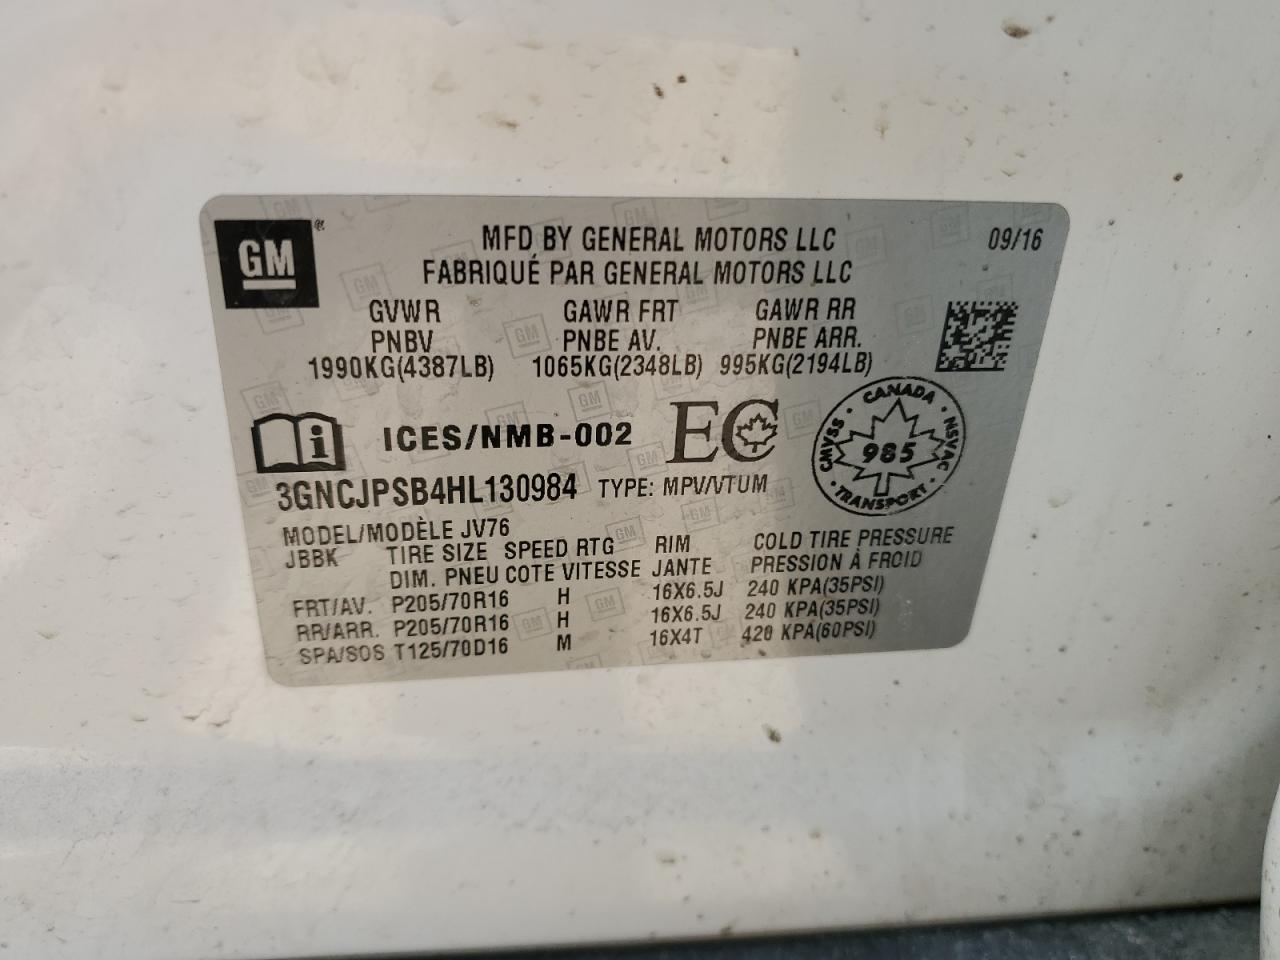 GM
MFD BY GENERAL MOTORS LLC 09/16
FABRIQUÉ PAR GENERAL MOTORS LLC
GVWR GAWR FRT GAWR RR
PNBV PNBE AV. PNBE ARR.
1990KG(4387LB) 1065KG(2348LB) 995KG(2194LB)
ICES/NMB-002 EC
CANADA CMVSS 985 NSVAC TRANSPORT
3GNCJPSB4HL130984 TYPE: MPV/VTUM
MODEL/MODÈLE JV76
JBBK TIRE SIZE SPEED RTG RIM COLD TIRE PRESSURE
DIM. PNEU COTE VITESSE JANTE PRESSION À FROID
FRT/AV. P205/70R16 H 16X6.5J 240 KPA(35PSI)
RR/ARR. P205/70R16 H 16X6.5J 240 KPA(35PSI)
SPA/SOS T125/70D16 M 16X4T 420 KPA(60PSI)